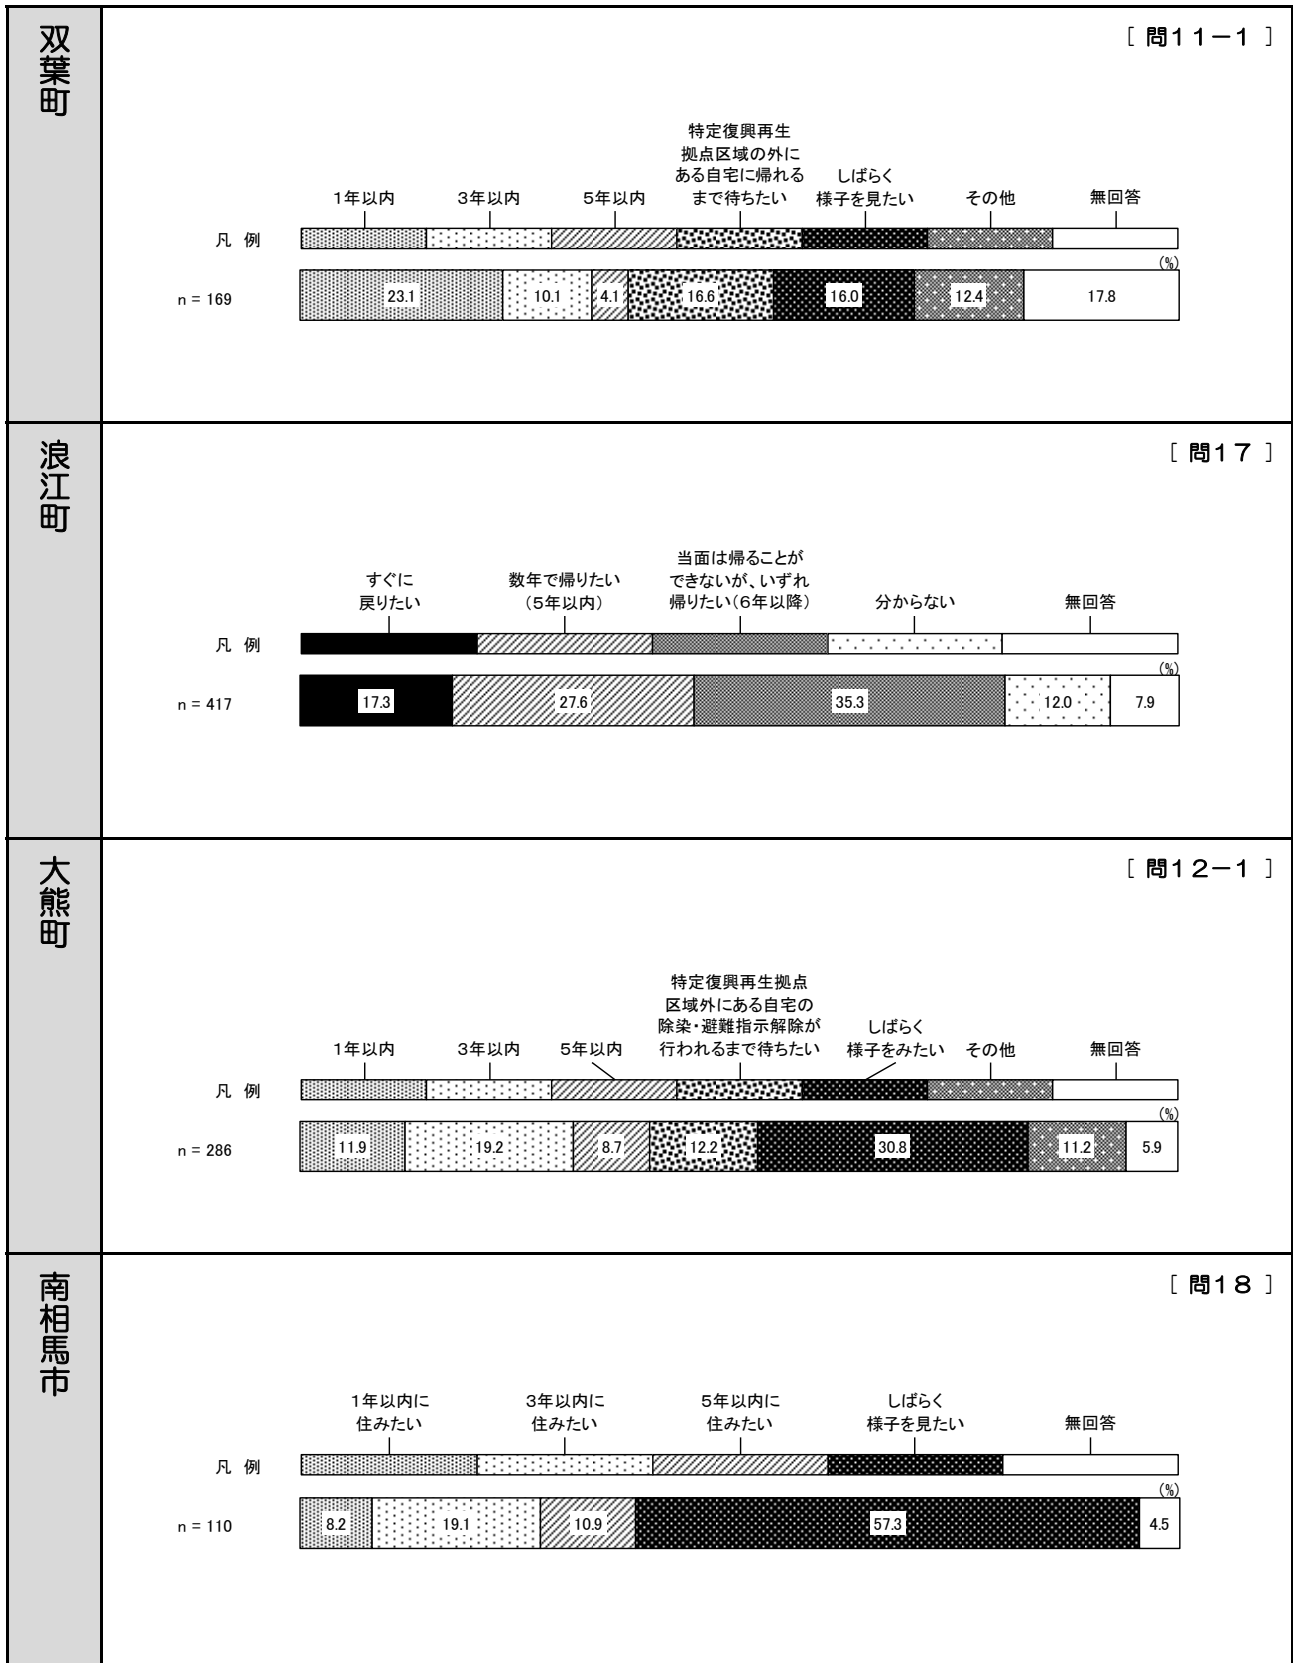 双葉町
[ 問11－1 ]
1年以内
3年以内
5年以内
特定復興再生
拠点区域の外に
ある自宅に帰れる
まで待ちたい
しばらく
様子を見たい
その他
無回答
凡 例
(%)
n = 169
23.1
10.1
4.1
16.6
16.0
12.4
17.8
浪江町
[ 問17 ]
すぐに
戻りたい
数年で帰りたい
（5年以内）
当面は帰ることが
できないが、いずれ
帰りたい（6年以降）
分からない
無回答
凡 例
(%)
n = 417
17.3
27.6
35.3
12.0
7.9
大熊町
[ 問12－1 ]
1年以内
3年以内
5年以内
特定復興再生拠点
区域外にある自宅の
除染・避難指示解除が
行われるまで待ちたい
しばらく
様子をみたい
その他
無回答
凡 例
(%)
n = 286
11.9
19.2
8.7
12.2
30.8
11.2
5.9
南相馬市
[ 問18 ]
1年以内に
住みたい
3年以内に
住みたい
5年以内に
住みたい
しばらく
様子を見たい
無回答
凡 例
(%)
n = 110
8.2
19.1
10.9
57.3
4.5